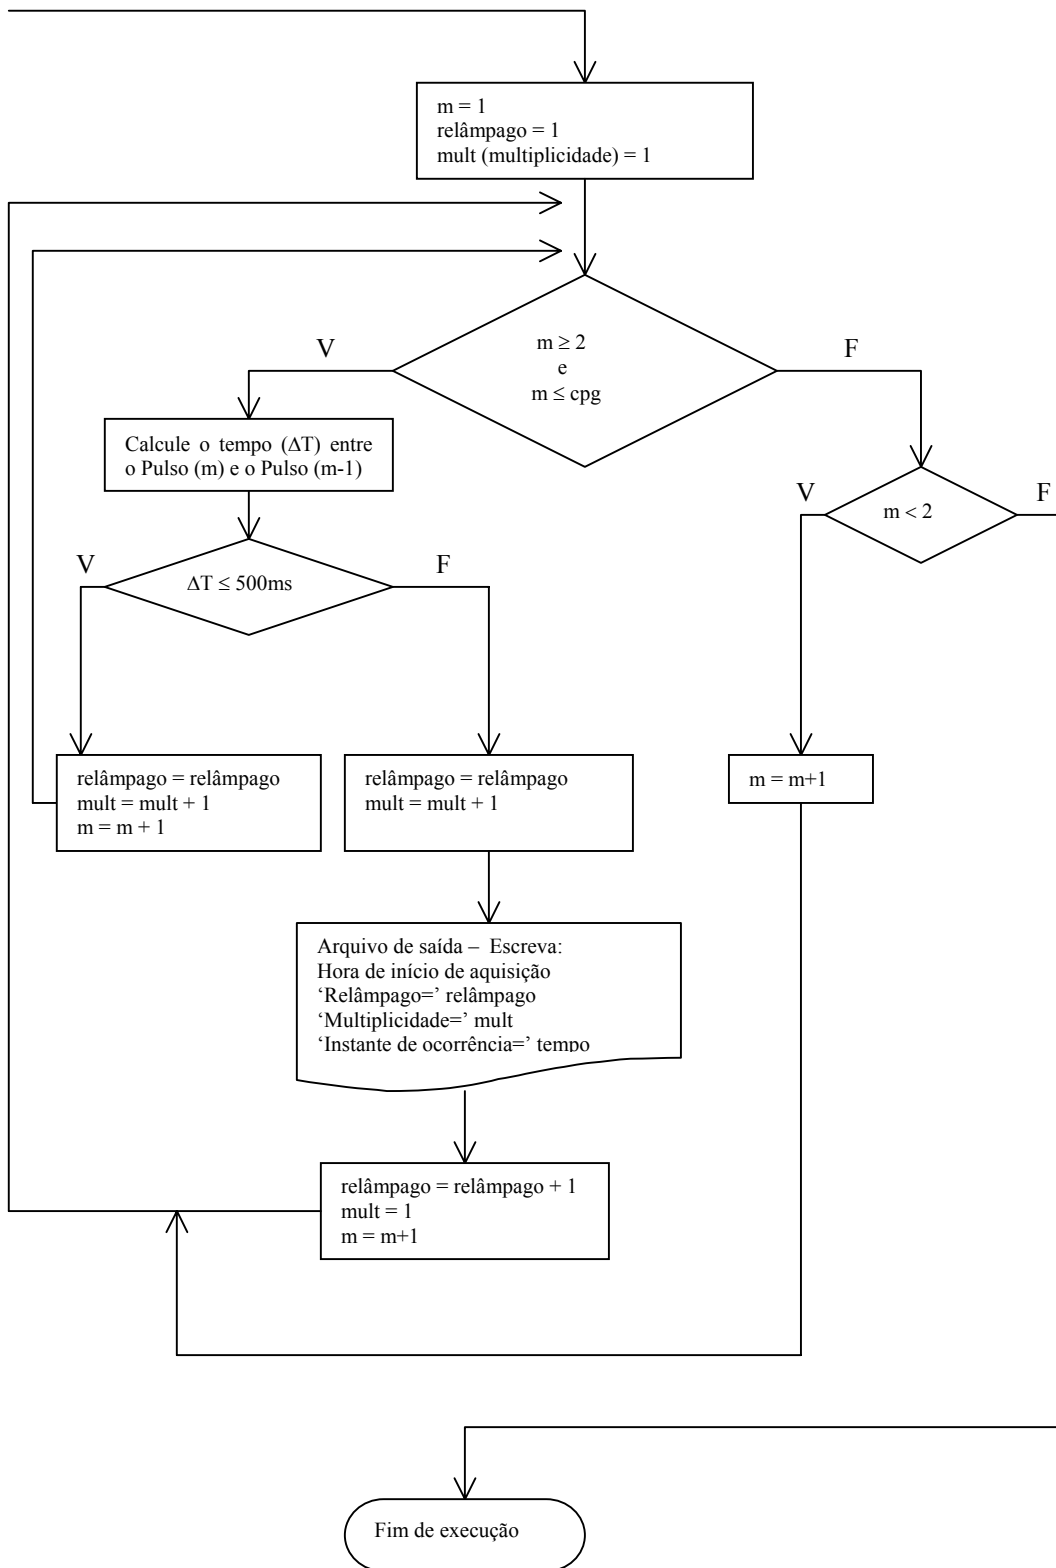 m = 1
relâmpago = 1
mult (multiplicidade) = 1
m ≥ 2
e
m ≤ cpg
V
F
Calcule o tempo (ΔT) entre
o Pulso (m) e o Pulso (m-1)
m < 2
V
F
ΔT ≤ 500ms
V
F
relâmpago = relâmpago
mult = mult + 1
m = m + 1
relâmpago = relâmpago
mult = mult + 1
m = m+1
Arquivo de saída – Escreva:
Hora de início de aquisição
‘Relâmpago=’ relâmpago
‘Multiplicidade=’ mult
‘Instante de ocorrência=’ tempo
relâmpago = relâmpago + 1
mult = 1
m = m+1
Fim de execução